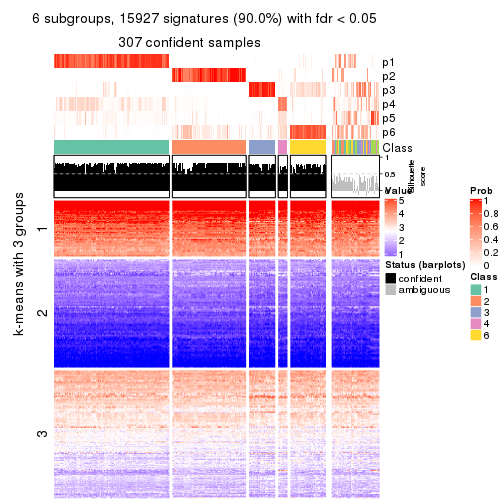 6 subgroups, 15927 signatures (90.0%) with fdr < 0.05
307 confident samples
p1
p2
p3
p4
p5
p6
Class
1
0.5
0
Silhouette
score
k-means with 3 groups
1
2
3
Value
5
4
3
2
1
Status (barplots)
confident
ambiguous
Prob
1
0.8
0.6
0.4
0.2
0
Class
1
2
3
4
6